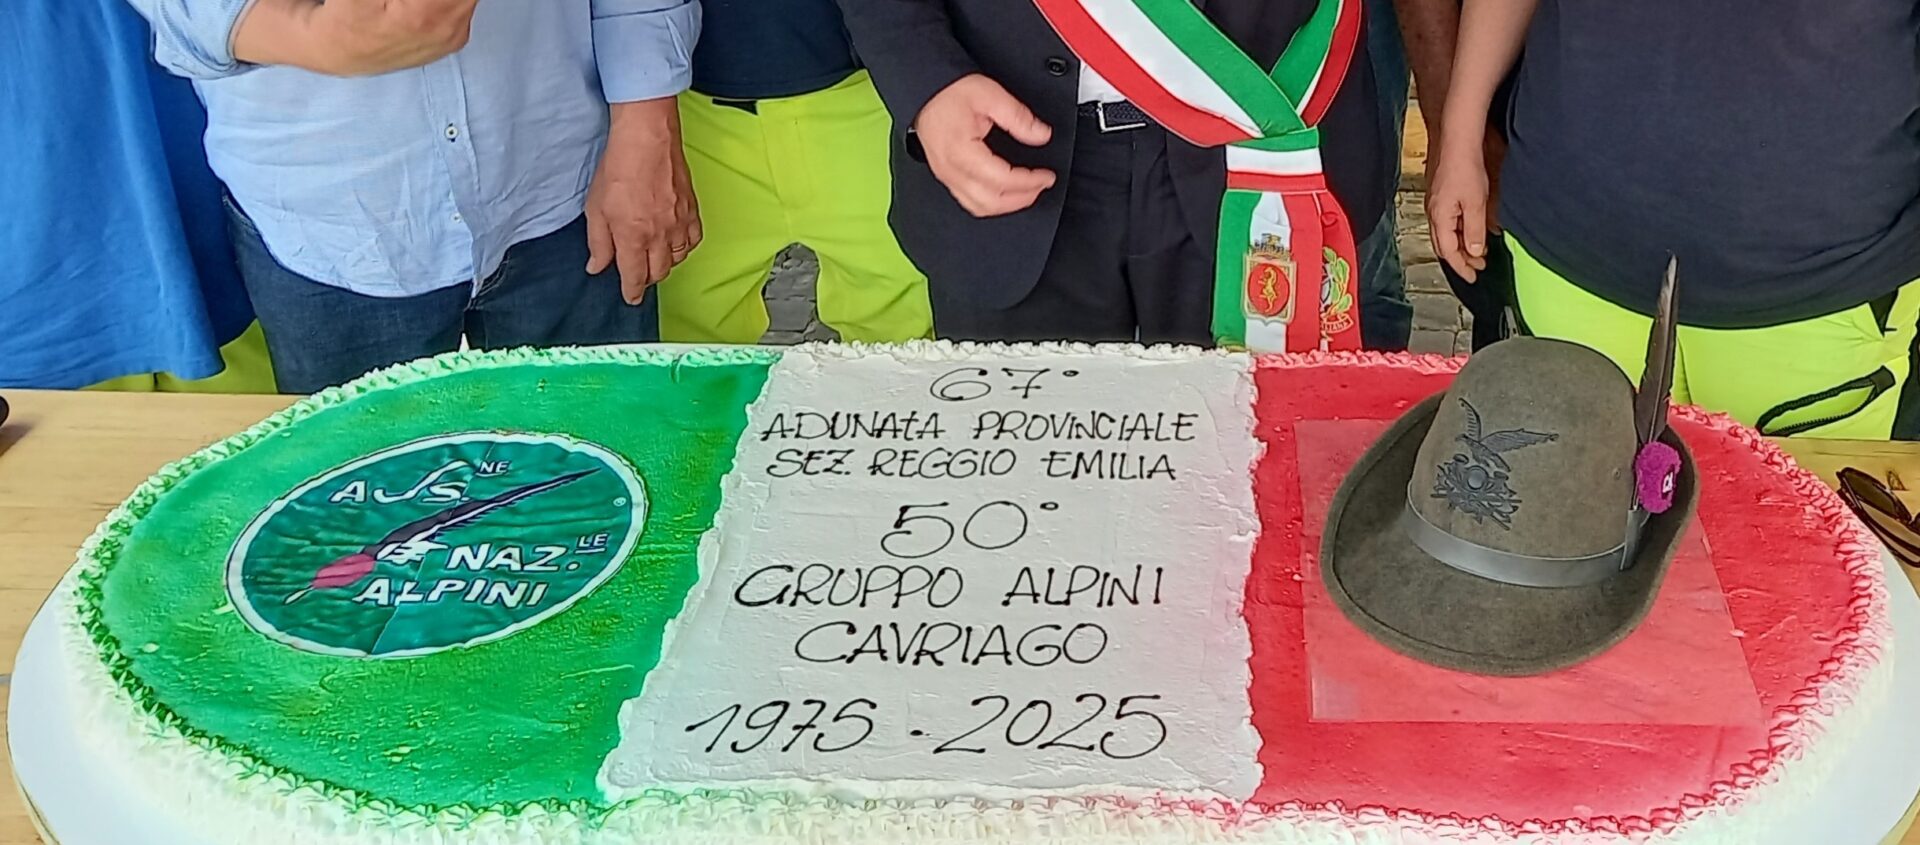 67°
ADUNATA PROVINCIALE
SEZ. REGGIO EMILIA
50°
GRUPPO ALPINI
CAVRIAGO
1975 - 2025
ASS.NE
NAZ.LE
ALPINI
®